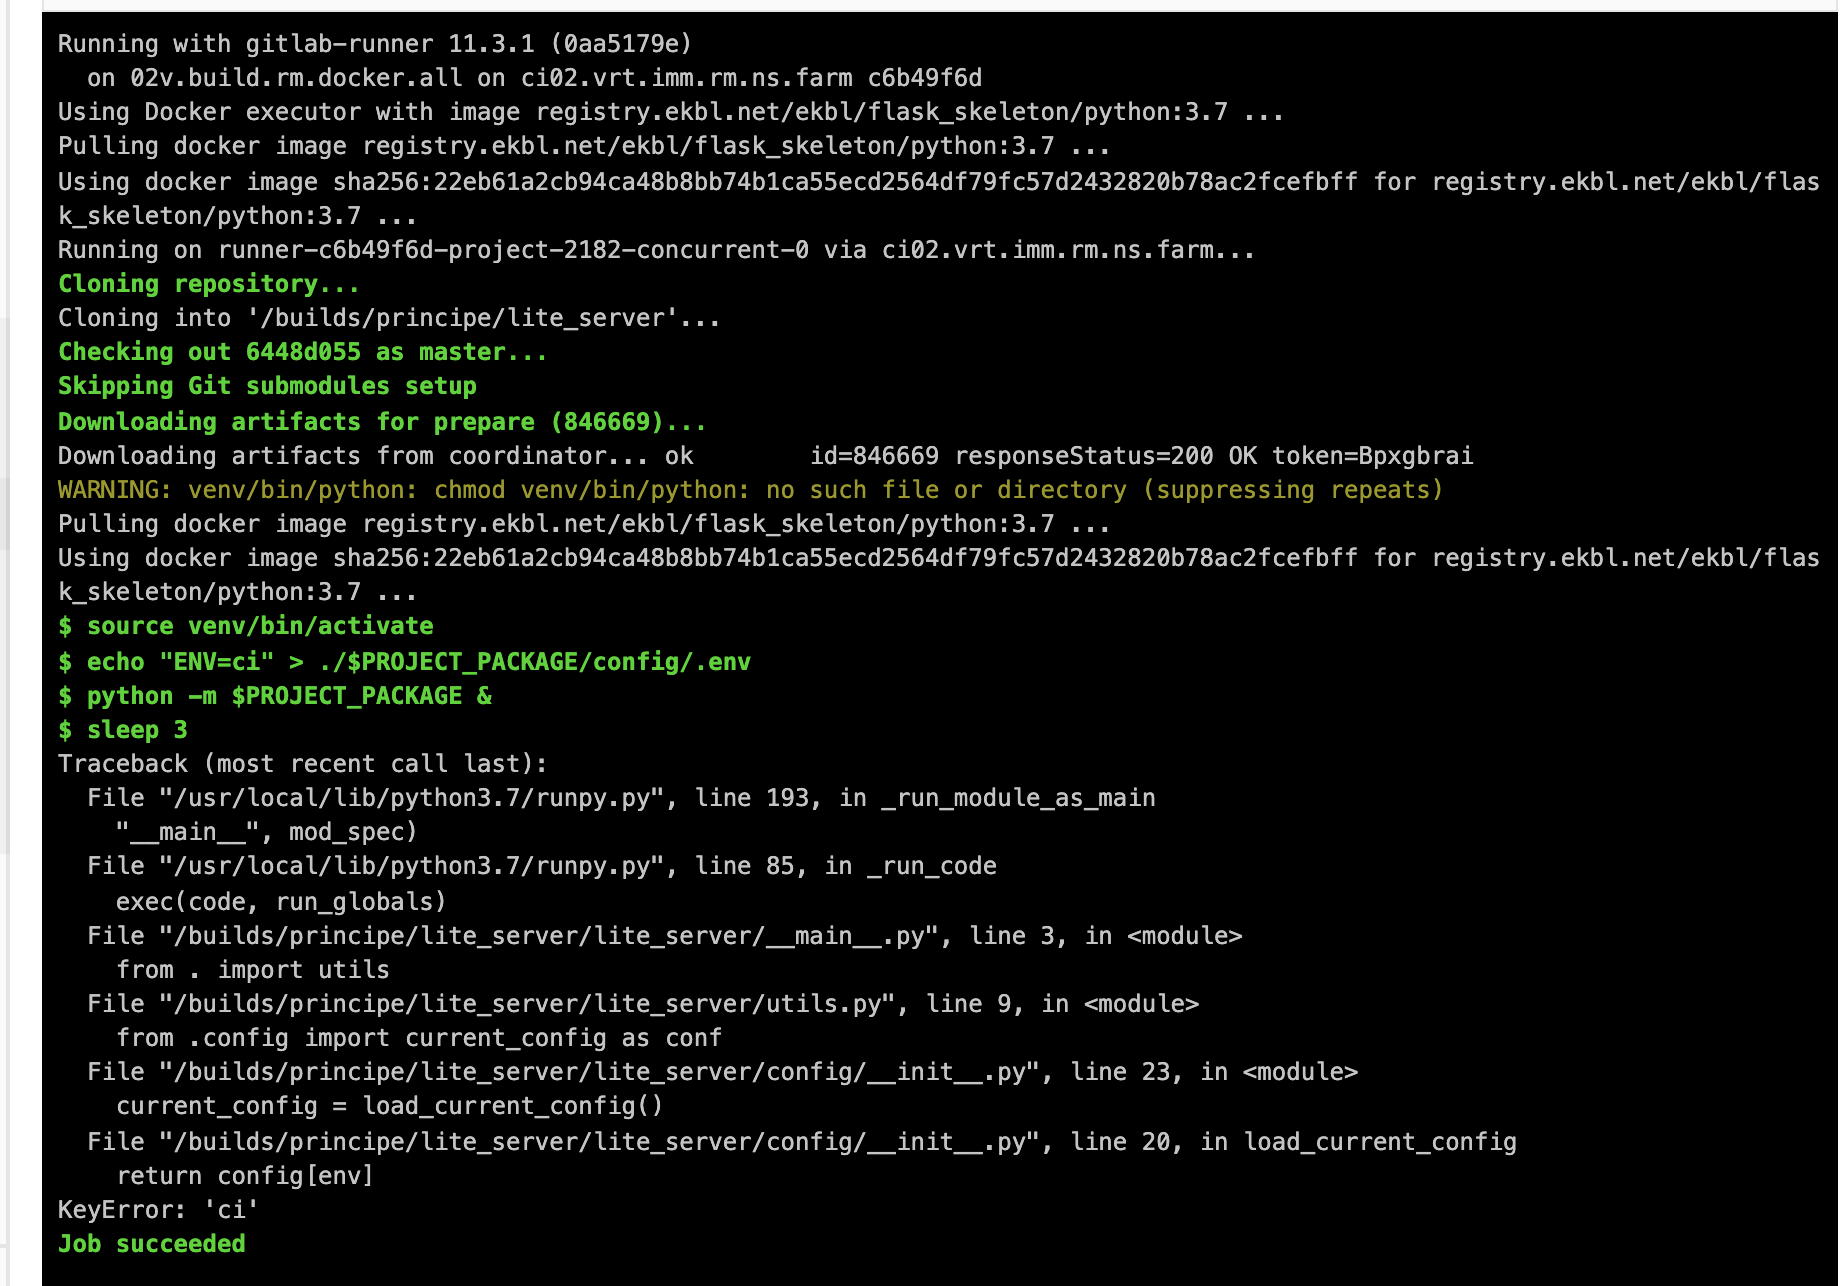 Running with gitlab-runner 11.3.1 (0aa5179e)
  on 02v.build.rm.docker.all on ci02.vrt.imm.rm.ns.farm c6b49f6d
Using Docker executor with image registry.ekbl.net/ekbl/flask_skeleton/python:3.7 ...
Pulling docker image registry.ekbl.net/ekbl/flask_skeleton/python:3.7 ...
Using docker image sha256:22eb61a2cb94ca48b8bb74b1ca55ecd2564df79fc57d2432820b78ac2fcefbff for registry.ekbl.net/ekbl/flas
k_skeleton/python:3.7 ...
Running on runner-c6b49f6d-project-2182-concurrent-0 via ci02.vrt.imm.rm.ns.farm...
Cloning repository...
Cloning into '/builds/principe/lite_server'...
Checking out 6448d055 as master...
Skipping Git submodules setup
Downloading artifacts for prepare (846669)...
Downloading artifacts from coordinator... ok        id=846669 responseStatus=200 OK token=Bpxgbrai
WARNING: venv/bin/python: chmod venv/bin/python: no such file or directory (suppressing repeats)
Pulling docker image registry.ekbl.net/ekbl/flask_skeleton/python:3.7 ...
Using docker image sha256:22eb61a2cb94ca48b8bb74b1ca55ecd2564df79fc57d2432820b78ac2fcefbff for registry.ekbl.net/ekbl/flas
k_skeleton/python:3.7 ...
$ source venv/bin/activate
$ echo "ENV=ci" > ./$PROJECT_PACKAGE/config/.env
$ python -m $PROJECT_PACKAGE &
$ sleep 3
Traceback (most recent call last):
  File "/usr/local/lib/python3.7/runpy.py", line 193, in _run_module_as_main
    "__main__", mod_spec)
  File "/usr/local/lib/python3.7/runpy.py", line 85, in _run_code
    exec(code, run_globals)
  File "/builds/principe/lite_server/lite_server/__main__.py", line 3, in <module>
    from . import utils
  File "/builds/principe/lite_server/lite_server/utils.py", line 9, in <module>
    from .config import current_config as conf
  File "/builds/principe/lite_server/lite_server/config/__init__.py", line 23, in <module>
    current_config = load_current_config()
  File "/builds/principe/lite_server/lite_server/config/__init__.py", line 20, in load_current_config
    return config[env]
KeyError: 'ci'
Job succeeded